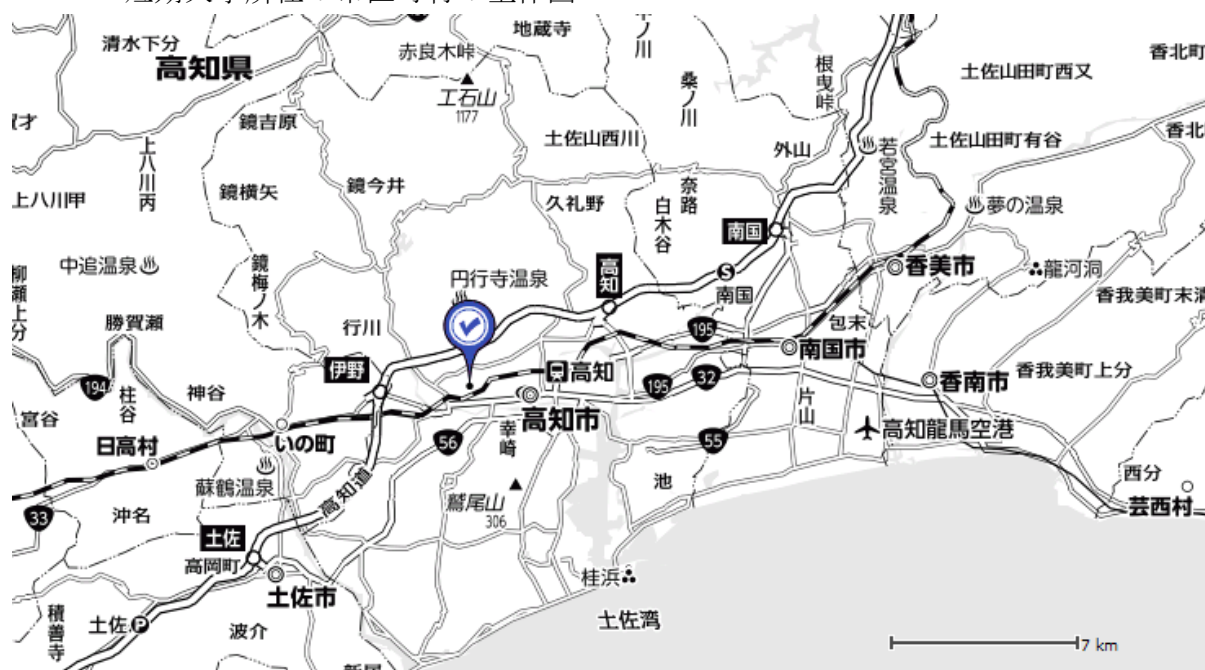 清水下分
高知県
赤良木峠
地蔵寺
工石山
1177
桑ノ川
根曳峠
土佐山田町西又
鏡吉原
上八川丙
上八川甲
鏡横矢
鏡今井
土佐山西川
外山
若宮温泉
土佐山田町有谷
久礼野
奈路
白木谷
夢の温泉
南国
中追温泉
鏡梅ノ木
円行寺温泉
高知
S
南国
香美市
龍河洞
柳瀬上分
勝賀瀬
行川
195
包末
香我美町末清
伊野
高知
南国市
194
柱谷
神谷
195
32
香南市
香我美町上分
富谷
高知市
片山
日高村
いの町
56
幸崎
55
高知龍馬空港
蘇鶴温泉
高知道
鷲尾山
306
池
西分
33
沖名
芸西村
土佐
高岡町
土佐市
桂浜
積善寺
土佐
P
波介
土佐湾
7 km